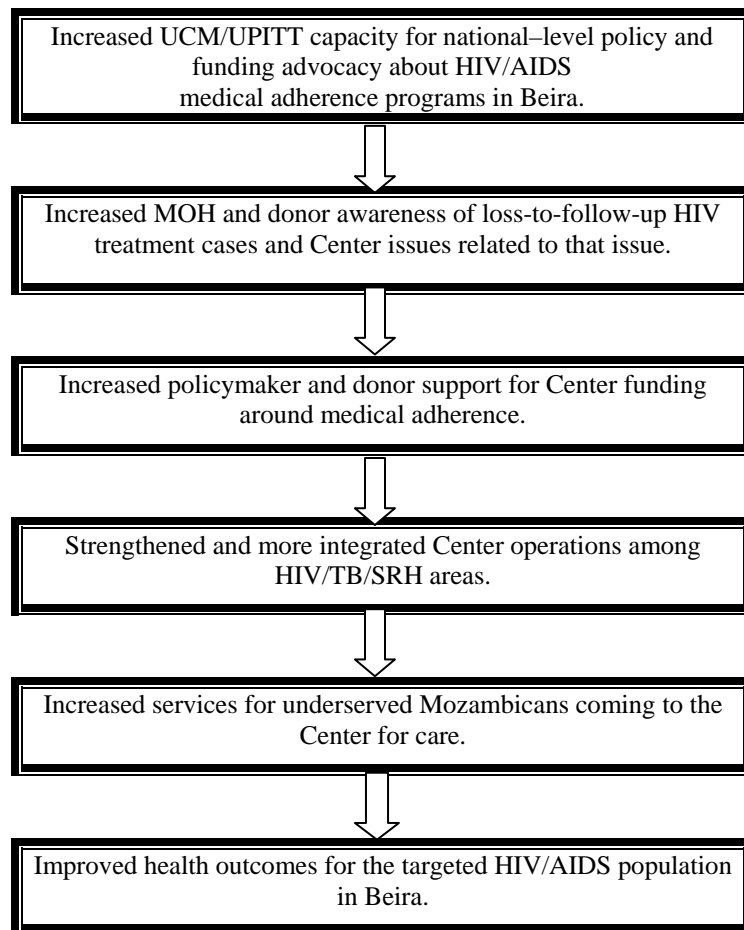 Increased UCM/UPITT capacity for national–level policy and
funding advocacy about HIV/AIDS
medical adherence programs in Beira.
Increased MOH and donor awareness of loss-to-follow-up HIV
treatment cases and Center issues related to that issue.
Increased policymaker and donor support for Center funding
around medical adherence.
Strengthened and more integrated Center operations among
HIV/TB/SRH areas.
Increased services for underserved Mozambicans coming to the
Center for care.
Improved health outcomes for the targeted HIV/AIDS population
in Beira.